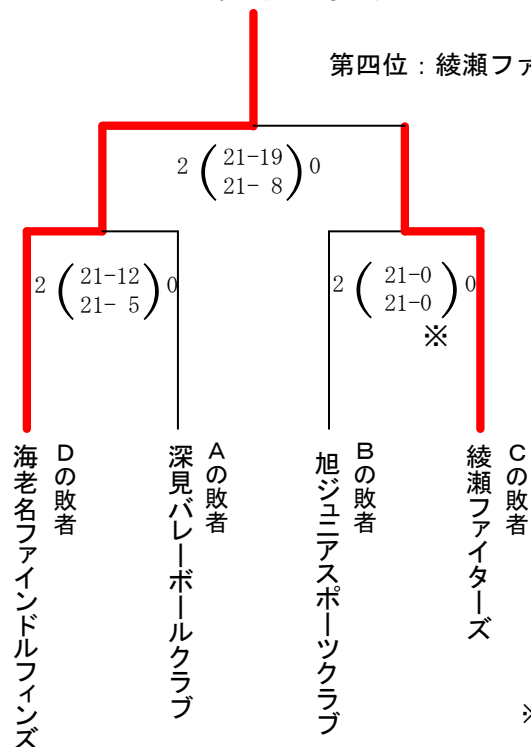 第四位：綾瀬ファ
2 ( 21-19 ) 0
21- 8
2 ( 21-12 ) 0
21- 5
2 ( 21-0 ) 0
21-0
※
Dの敗者
海老名ファインドルフィンズ
Aの敗者
深見バレーボールクラブ
Bの敗者
旭ジュニアスポーツクラブ
Cの敗者
綾瀬ファイターズ
※